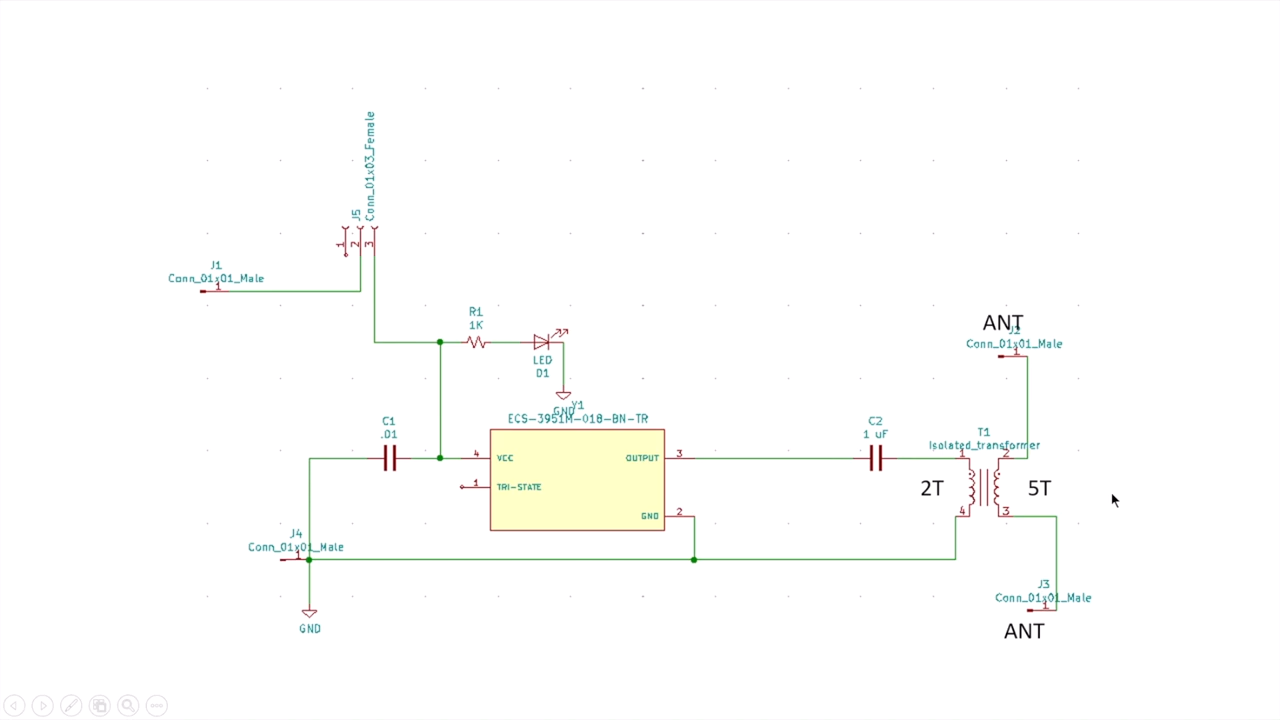 Conn_01x03_Female
J5
1
2
3
J1
Conn_01x01_Male
1
R1
1K
LED
D1
GND
ANT
J2
Conn_01x01_Male
1
Y1
ECS-3951M-018-BN-TR
C1
.01
4
VCC
OUTPUT
3
1
TRI-STATE
GND
2
C2
1 uF
T1
Isolated_transformer
1
2
2T
5T
4
3
J4
Conn_01x01_Male
1
GND
J3
Conn_01x01_Male
1
ANT